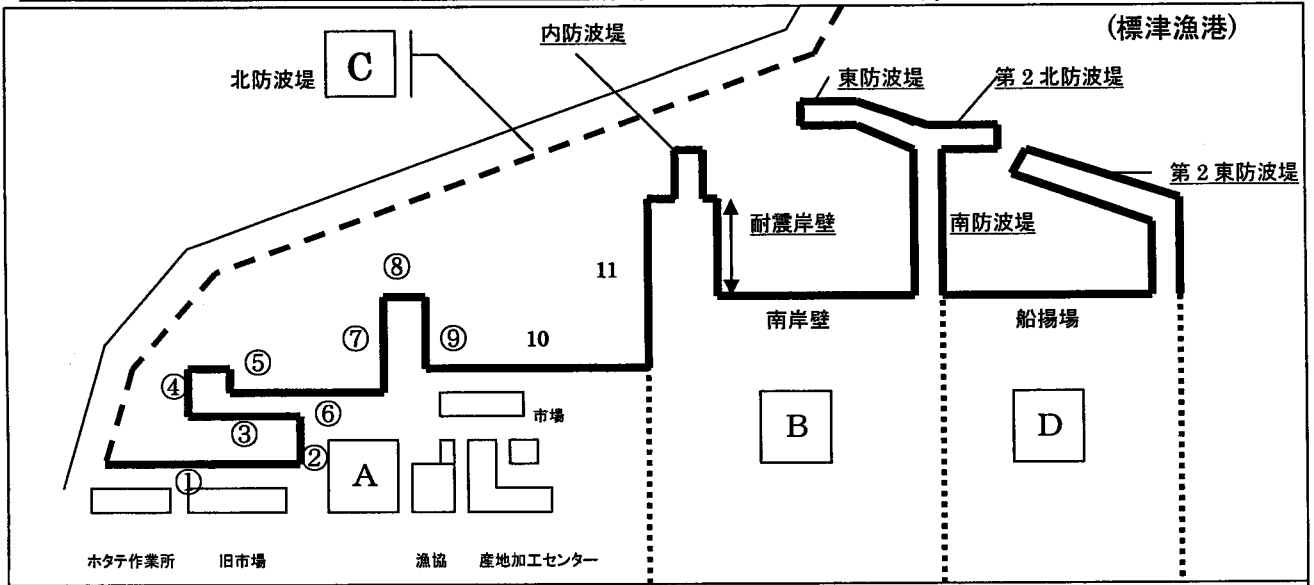 (標津漁港)
内防波堤
北防波堤
C
東防波堤
第2北防波堤
第2東防波堤
耐震岸壁
南防波堤
⑧
11
南岸壁
船揚場
⑦
⑨
10
⑤
④
⑥
市場
③
②
①
A
B
D
ホタテ作業所
旧市場
漁協
産地加工センター